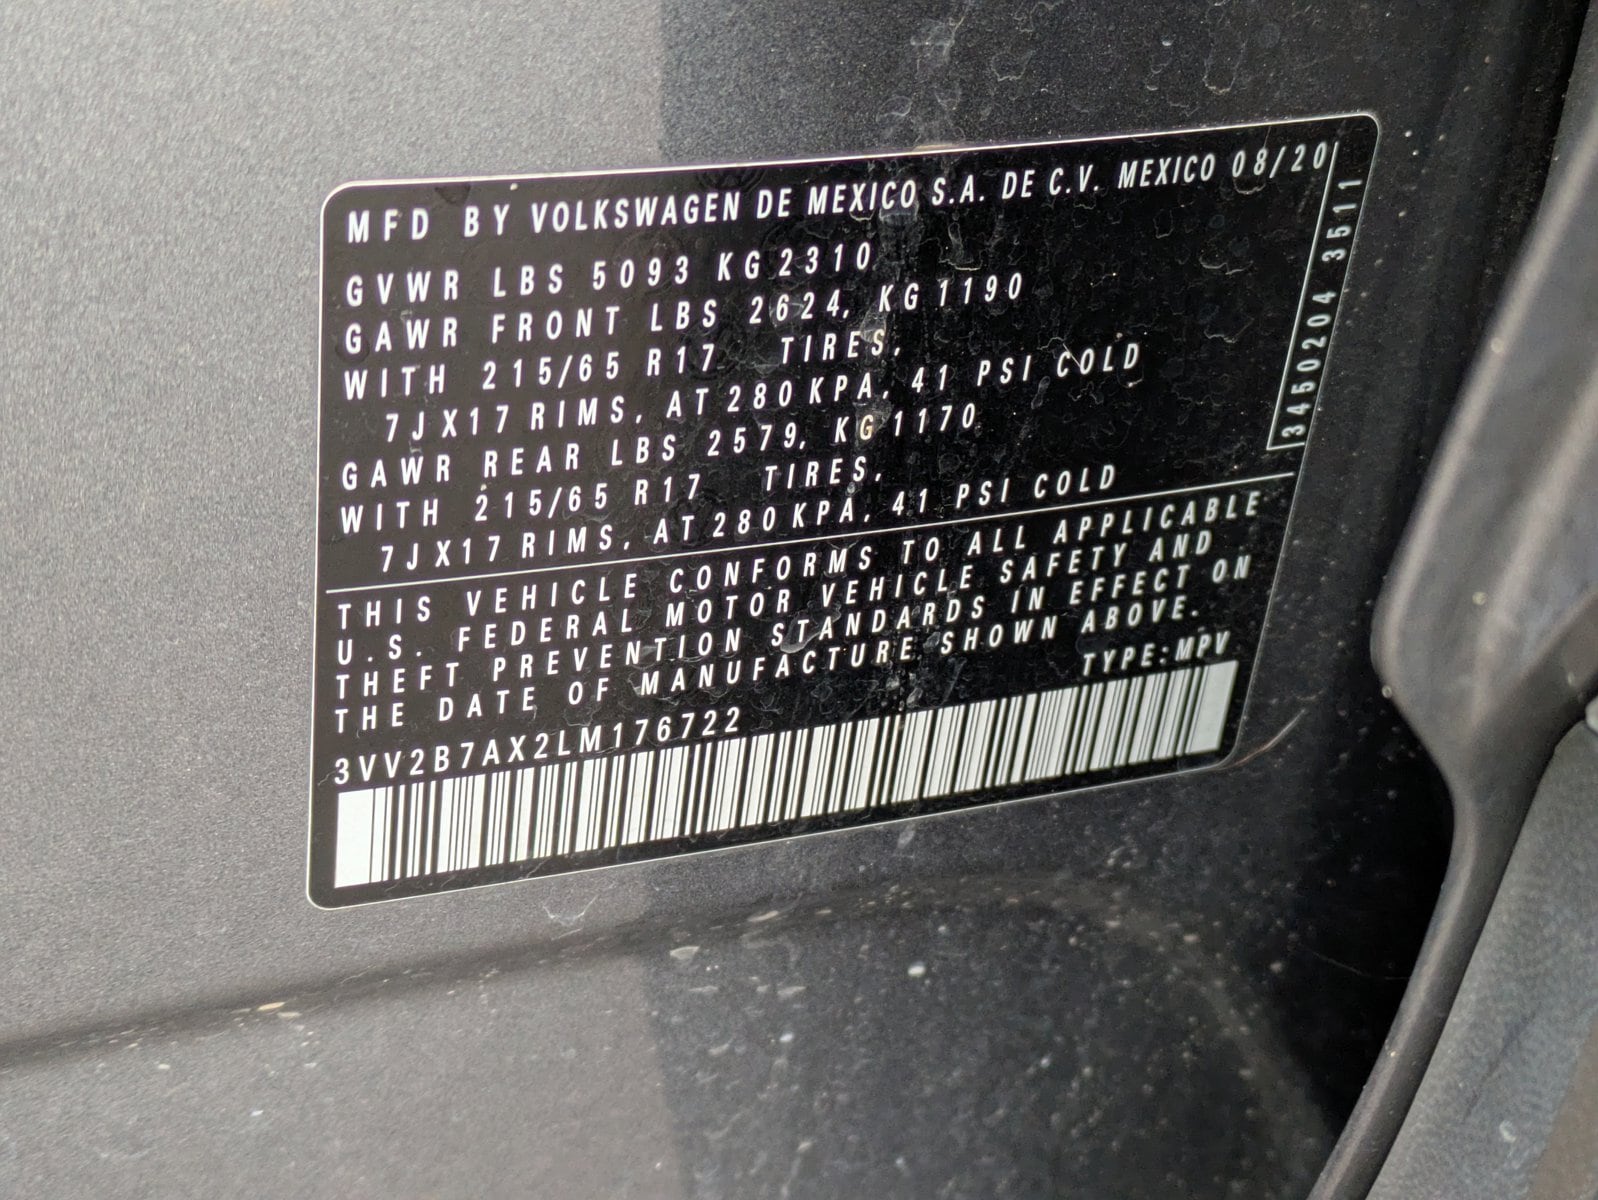 MFD BY VOLKSWAGEN DE MEXICO S.A. DE C.V. MEXICO 08/20
GVWR LBS 5093 KG 2310
GAWR FRONT LBS 2624, KG 1190
WITH 215/65 R17 TIRES,
7JX17 RIMS, AT 280 KPA, 41 PSI COLD
GAWR REAR LBS 2579, KG 1170
WITH 215/65 R17 TIRES,
7JX17 RIMS, AT 280 KPA, 41 PSI COLD
3450204 3511
THIS VEHICLE CONFORMS TO ALL APPLICABLE
U.S. FEDERAL MOTOR VEHICLE SAFETY AND
THEFT PREVENTION STANDARDS IN EFFECT ON
THE DATE OF MANUFACTURE SHOWN ABOVE.
TYPE:MPV
3VV2B7AX2LM176722